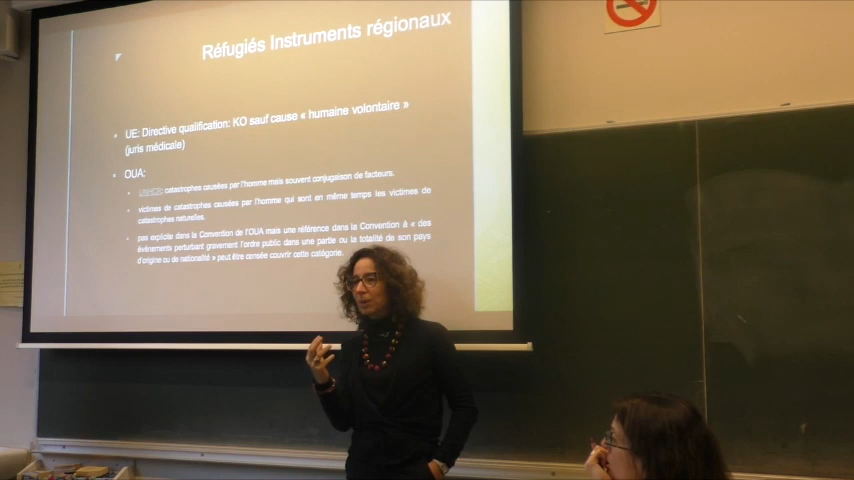 Réfugiés Instruments régionaux
UE: Directive qualification: KO sauf cause « humaine volontaire »
(juris médicale)
OUA:
UNHCR: catastrophes causées par l'homme mais souvent conjugaison de facteurs.
victimes de catastrophes causées par l'homme qui sont en même temps les victimes de
catastrophes naturelles.
pas explicite dans la Convention de l'OUA mais une référence dans la Convention à « des
événements perturbant gravement l'ordre public dans une partie ou la totalité de son pays
d'origine ou de nationalité » peut être censée couvrir cette catégorie.